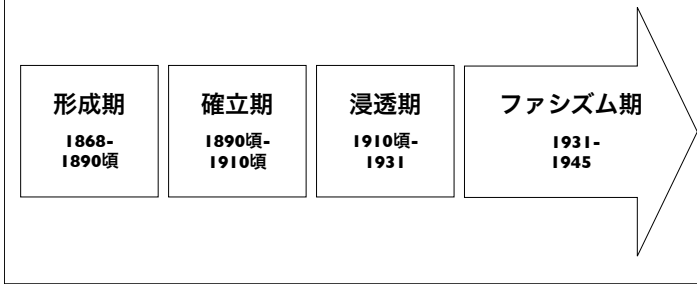 形成期
1868-
1890頃
確立期
1890頃-
1910頃
浸透期
1910頃-
1931
ファシズム期
1931-
1945